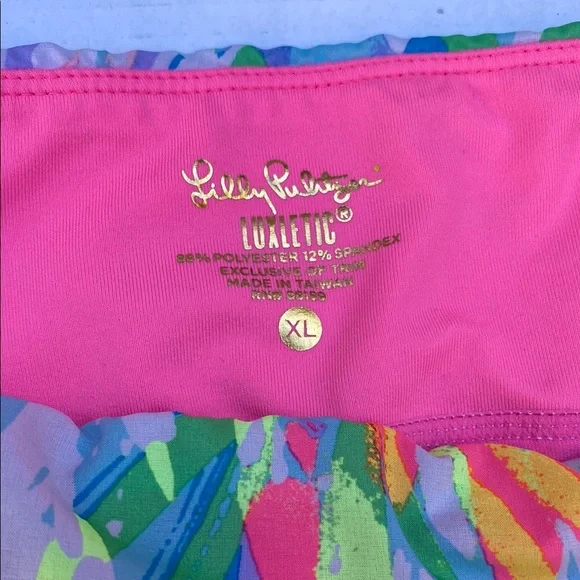 Lilly Pulitzer®
LUXLETIC®
88% POLYESTER 12% SPANDEX
EXCLUSIVE OF TRIM
MADE IN TAIWAN
XL